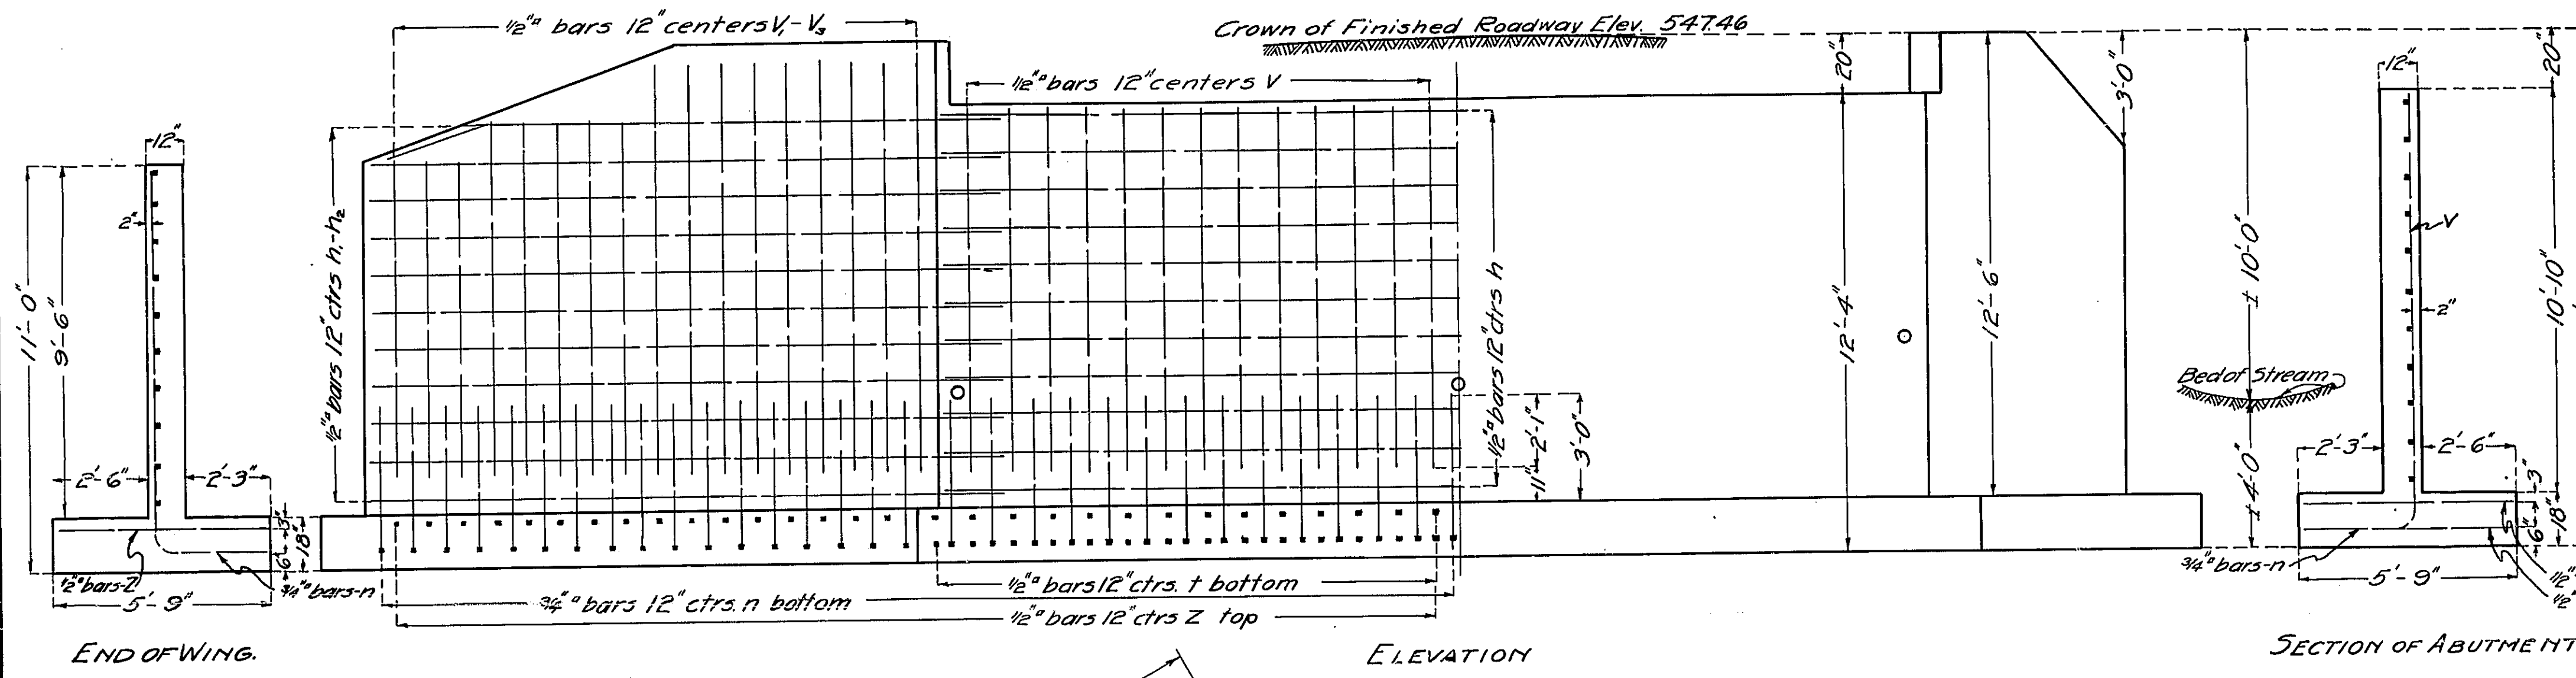 ½"▫ bars 12" centers V₁-V₃
Crown of Finished Roadway Elev. 547.46
½"▫ bars 12" centers V
20"
3'-0"
12"
20"
12"
2"
11'-0"
9'-6"
½"▫ bars 12" ctrs h₁-h₂
½"▫ bars 12" ctrs h
12'-4"
12'-6"
± 10'-0"
V
2"
10'-10"
Bed of Stream
11"
2'-1"
3'-0"
± 4'-0"
2'-6"
2'-3"
2'-3"
2'-6"
3"
6"
18"
3"
6"
18"
½"▫ bars-Z
¾"▫ bars-n
5'-9"
½"▫ bars 12" ctrs. t bottom
¾"▫ bars 12" ctrs. n bottom
½"▫ bars 12" ctrs Z top
¾"▫ bars-n
5'-9"
½"
½"
END OF WING.
ELEVATION
SECTION OF ABUTMENT